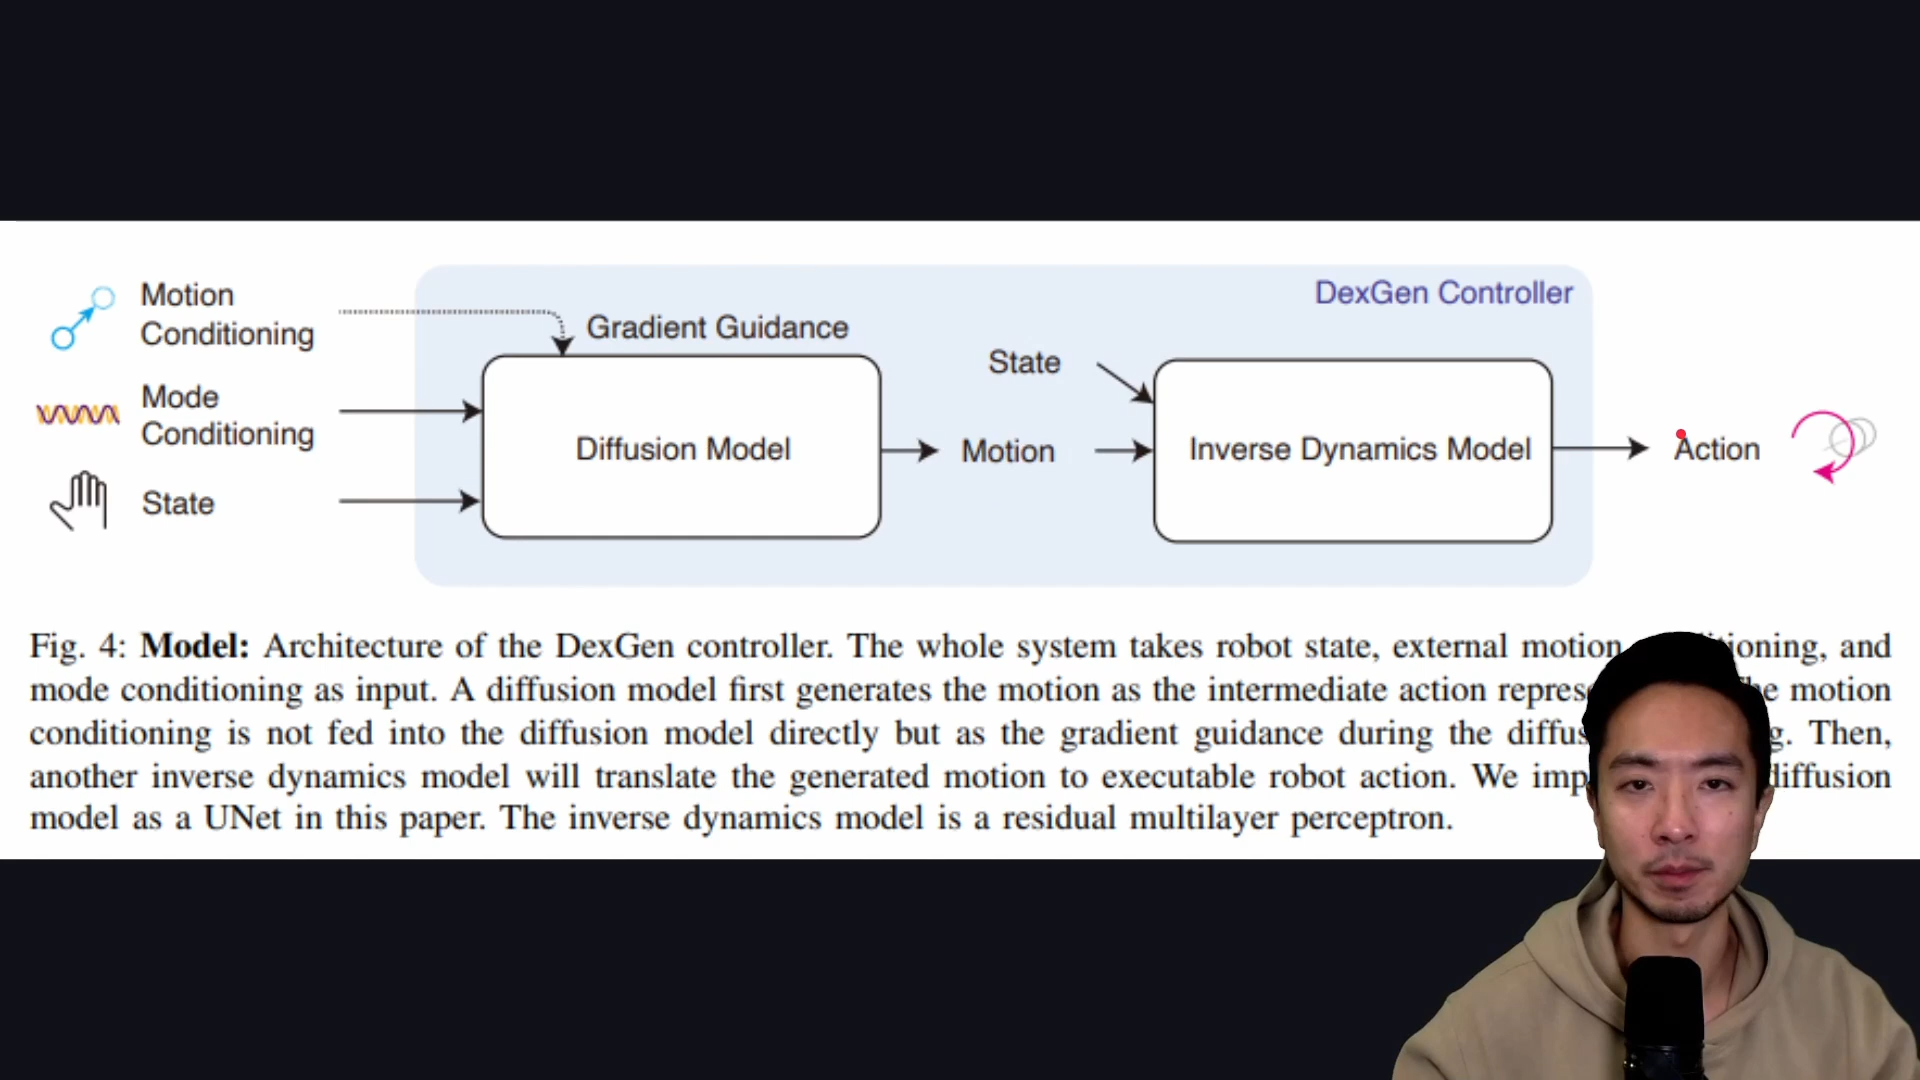 Motion
Conditioning
Mode
Conditioning
State
Gradient Guidance
Diffusion Model
State
Motion
DexGen Controller
Inverse Dynamics Model
Action
Fig. 4: Model: Architecture of the DexGen controller. The whole system takes robot state, external motion and
mode conditioning as input. A diffusion model first generates the motion as the intermediate action motion
conditioning is not fed into the diffusion model directly but as the gradient guidance during the Then,
another inverse dynamics model will translate the generated motion to executable robot action. We diffusion
model as a UNet in this paper. The inverse dynamics model is a residual multilayer perceptron.